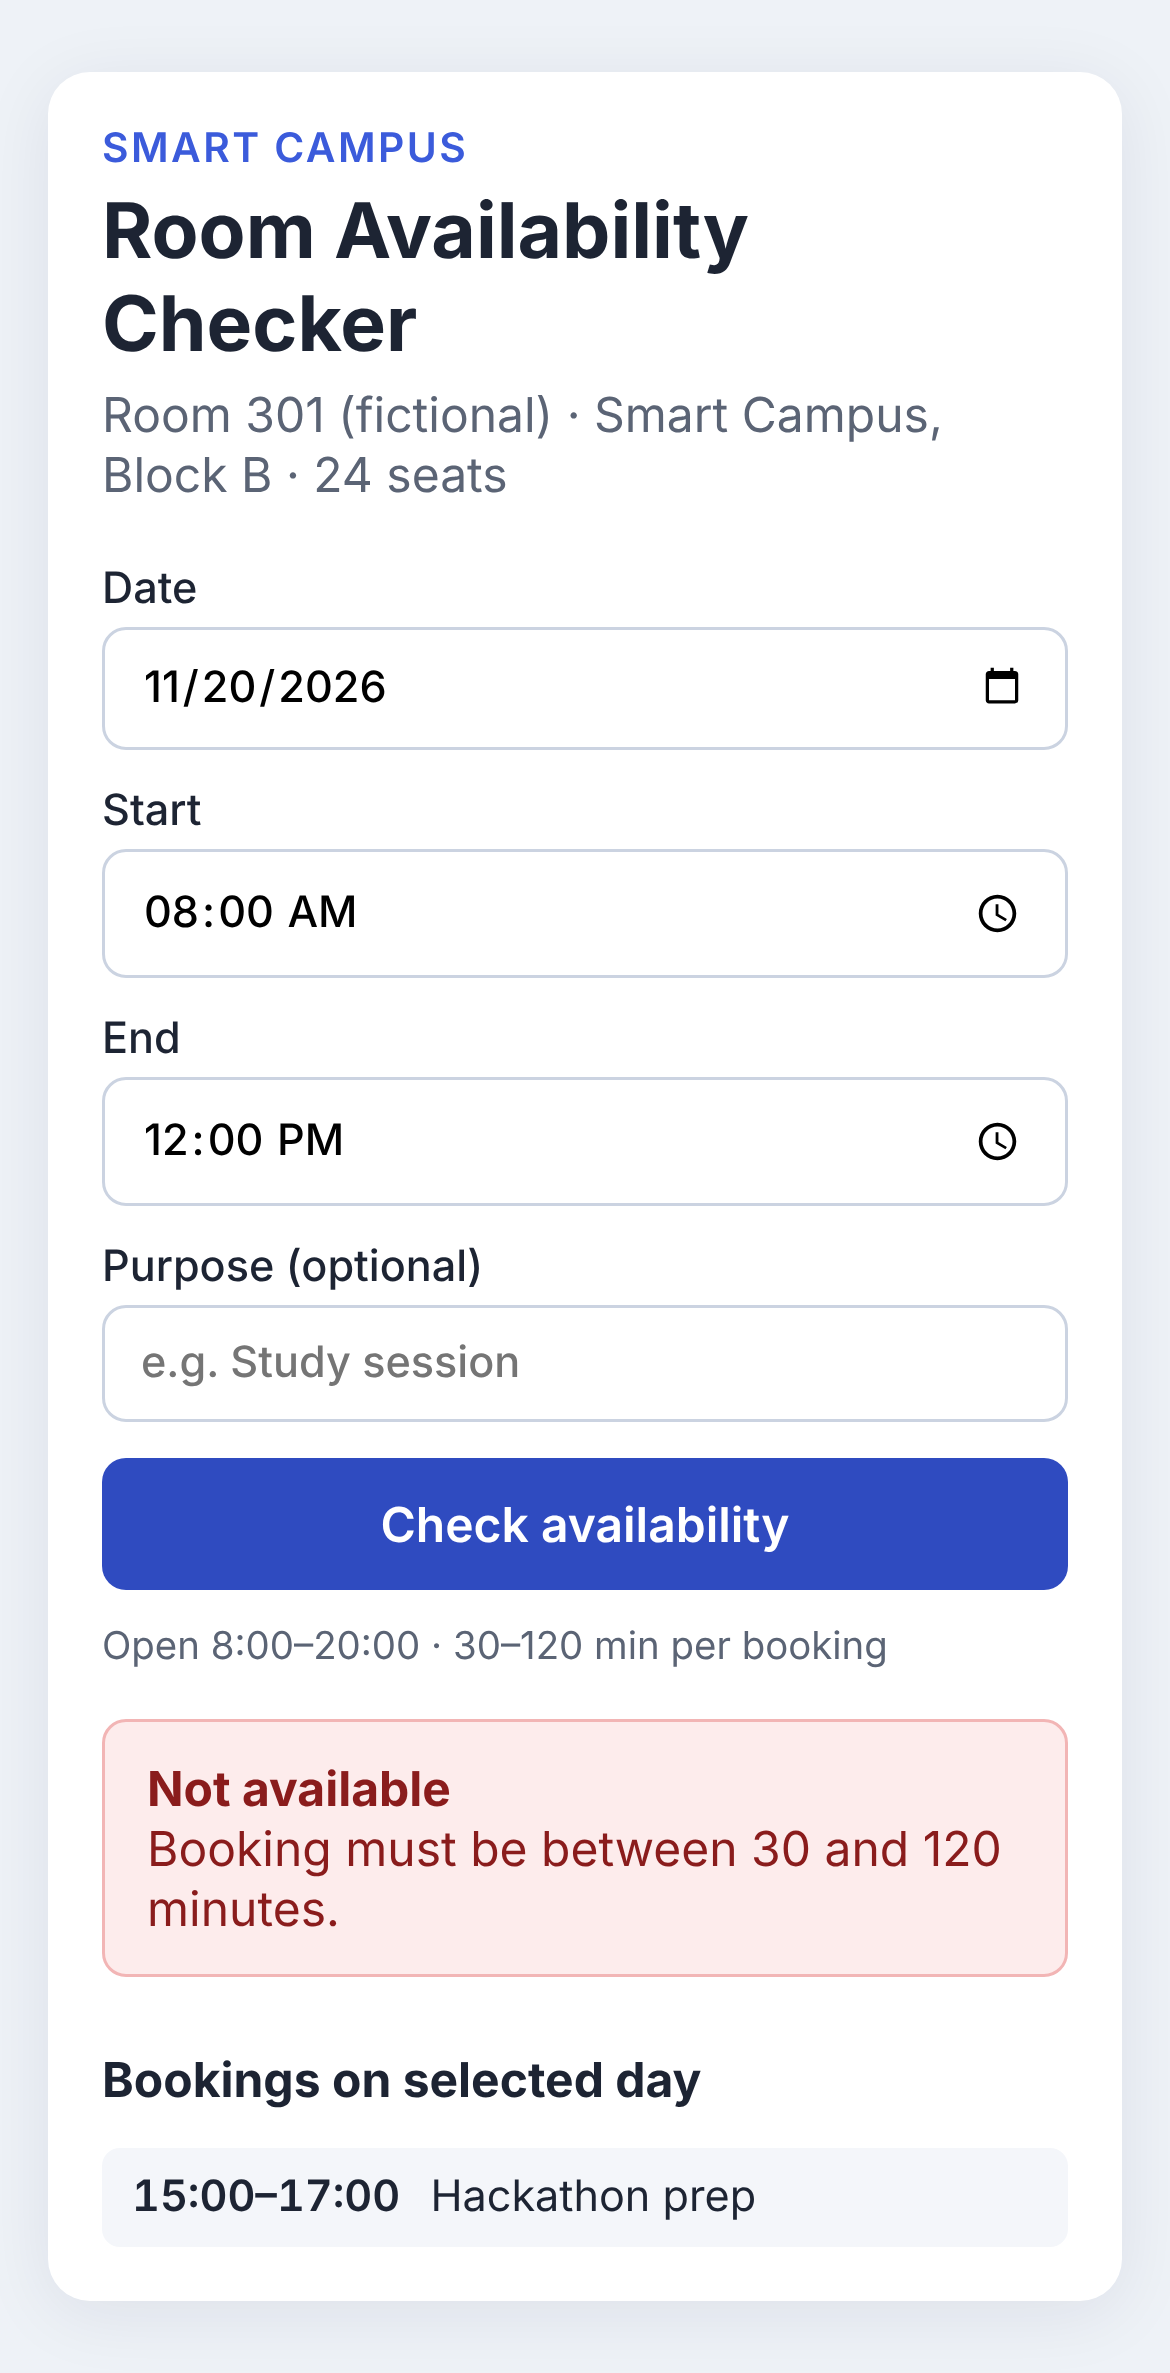 SMART CAMPUS
Room Availability
Checker
Room 301 (fictional) · Smart Campus,
Block B · 24 seats
Date
11/20/2026
Start
08:00 AM
End
12:00 PM
Purpose (optional)
e.g. Study session
Check availability
Open 8:00–20:00 · 30–120 min per booking
Not available
Booking must be between 30 and 120
minutes.
Bookings on selected day
15:00–17:00 Hackathon prep